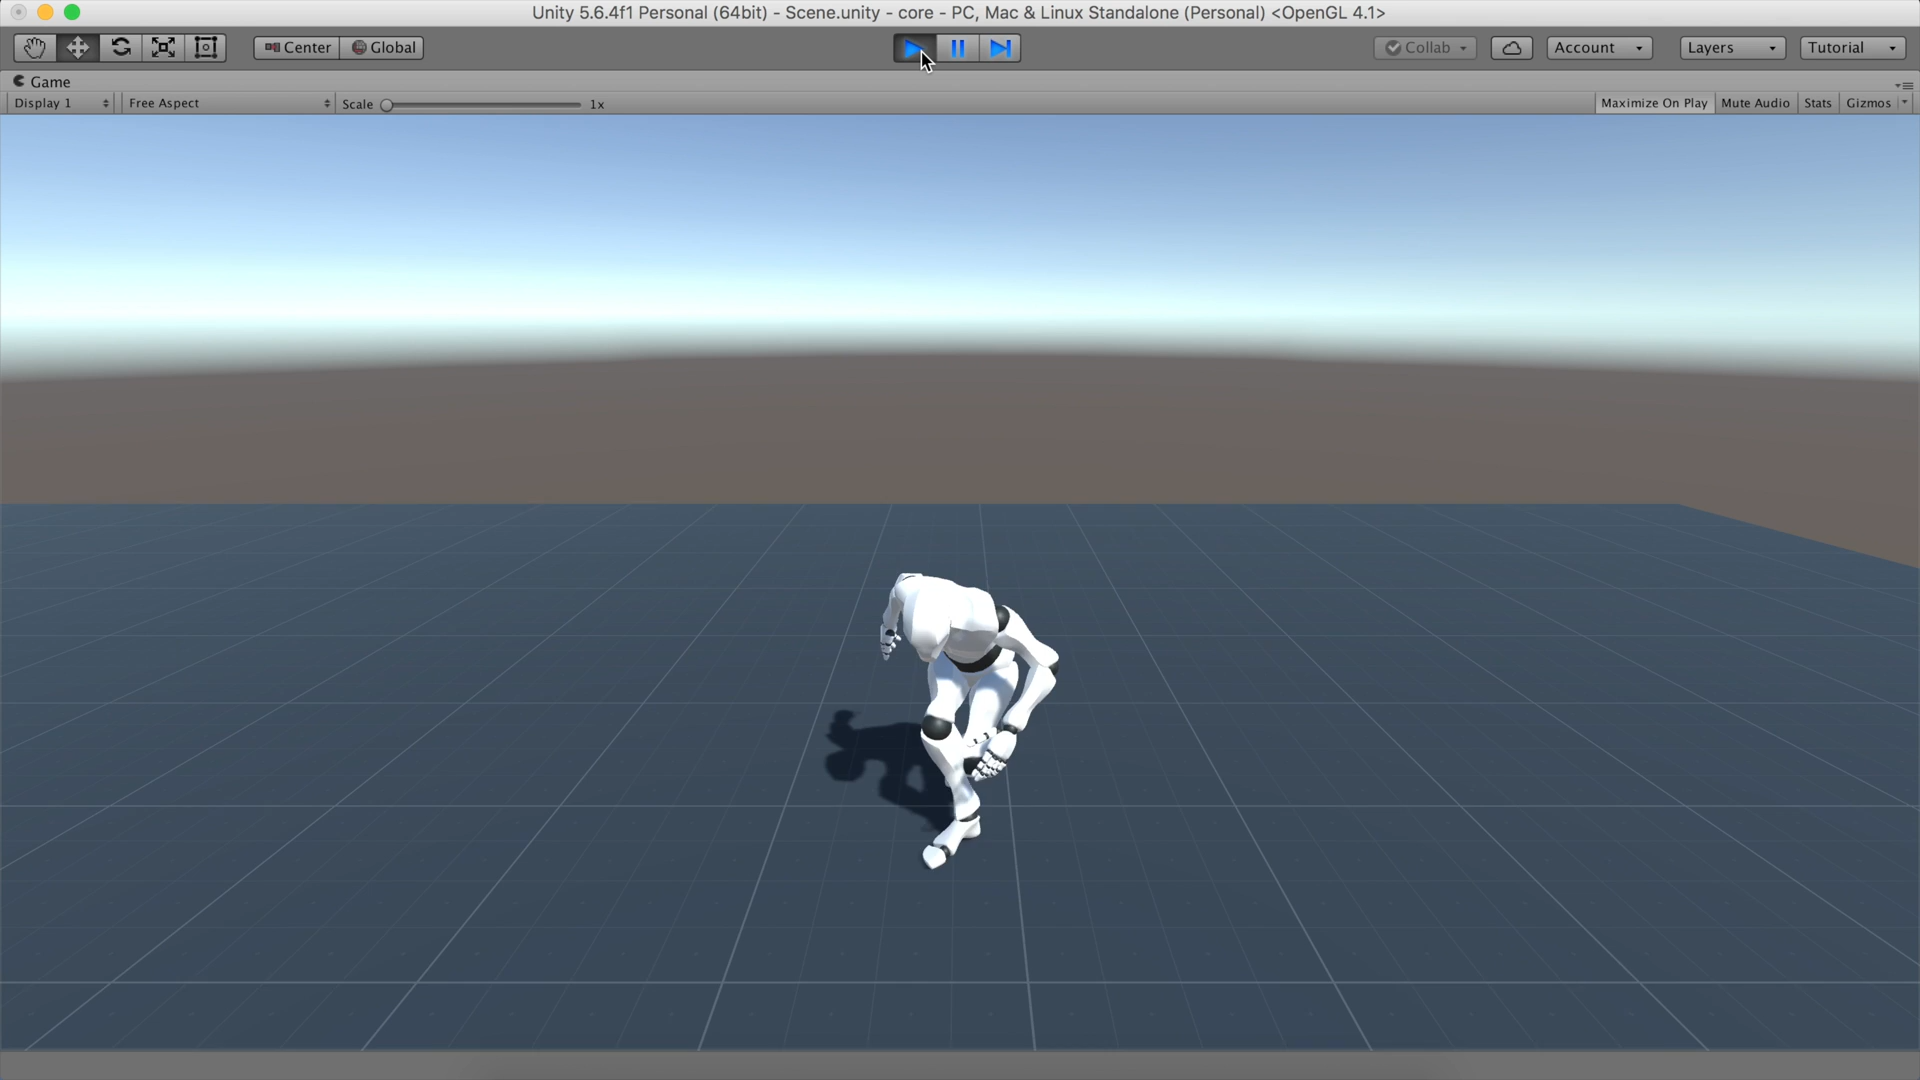 Unity 5.6.4f1 Personal (64bit) - Scene.unity - core - PC, Mac & Linux Standalone (Personal) <OpenGL 4.1>
Center Global Collab Account Layers Tutorial
Game
Display 1 Free Aspect Scale 1x Maximize On Play Mute Audio Stats Gizmos